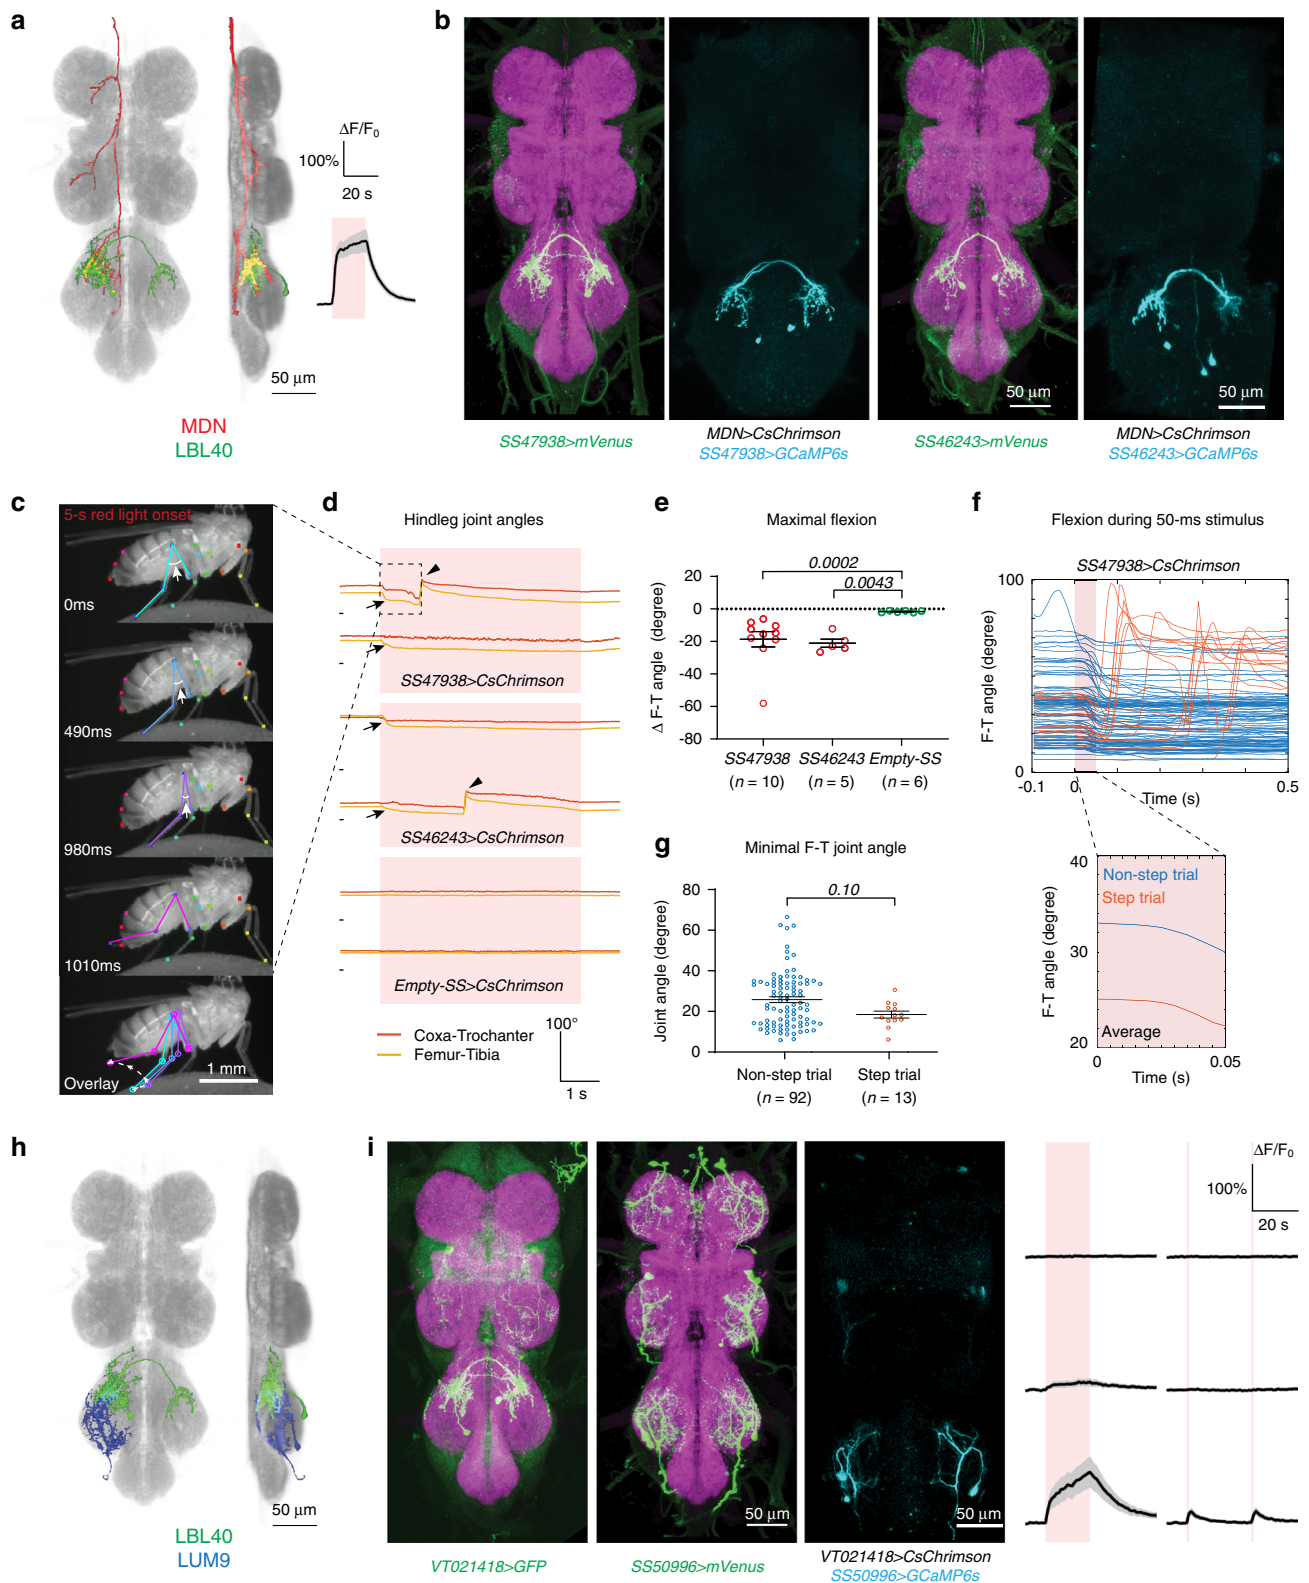 a
ΔF/F0
100%
20 s
50 μm
MDN
LBL40
b
50 μm
50 μm
SS47938>mVenus
MDN>CsChrimson
SS47938>GCaMP6s
SS46243>mVenus
MDN>CsChrimson
SS46243>GCaMP6s
c
5-s red light onset
0ms
490ms
980ms
1010ms
Overlay
1 mm
d
Hindleg joint angles
SS47938>CsChrimson
SS46243>CsChrimson
Empty-SS>CsChrimson
Coxa-Trochanter
Femur-Tibia
100°
1 s
e
Maximal flexion
0.0002
0.0043
Δ F-T angle (degree)
20
0
-20
-40
-60
-80
SS47938
SS46243
Empty-SS
(n = 10)
(n = 5)
(n = 6)
f
Flexion during 50-ms stimulus
SS47938>CsChrimson
F-T angle (degree)
100
0
-0.1
0
0.5
Time (s)
F-T angle (degree)
40
30
20
Non-step trial
Step trial
Average
0
0.05
Time (s)
g
Minimal F-T joint angle
0.10
Joint angle (degree)
80
60
40
20
0
Non-step trial
Step trial
(n = 92)
(n = 13)
h
50 μm
LBL40
LUM9
i
50 μm
50 μm
VT021418>GFP
SS50996>mVenus
VT021418>CsChrimson
SS50996>GCaMP6s
ΔF/F0
100%
20 s